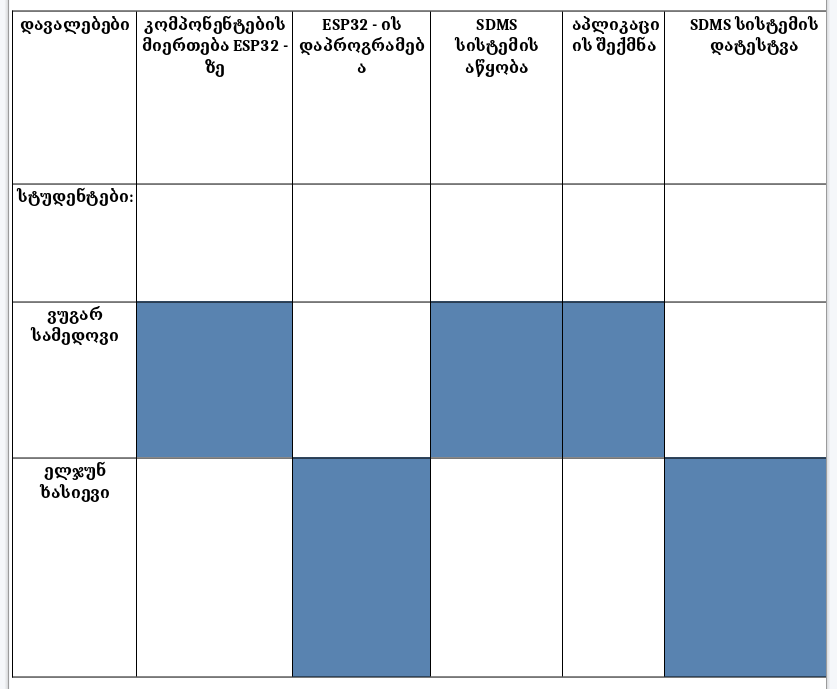 დავალებები
კომპონენტების
მიერთება ESP32 -
ზე
ESP32 - ის
დაპროგრამებ
ა
SDMS
სისტემის
აწყობა
აპლიკაცი
ის შექმნა
SDMS სისტემის
დატესტვა
სტუდენტები:
ვუგარ
სამედოვი
ელჯუნ
ხასიევი